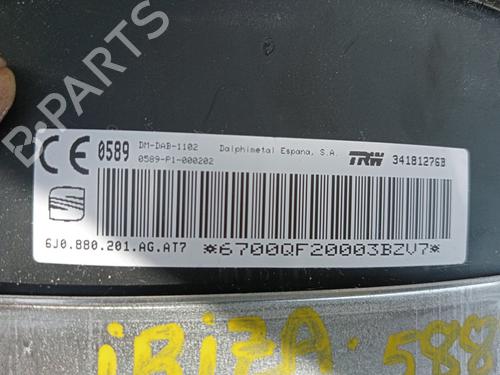 B-PARTS
CE 0589 DM-DAB-1102 Dalphimetal Espana, S.A. TRW 34181276B
0589-P1-000202
6J0.880.201.AG.AT7 *6700QF20003BZV7*
iBiZA. 588